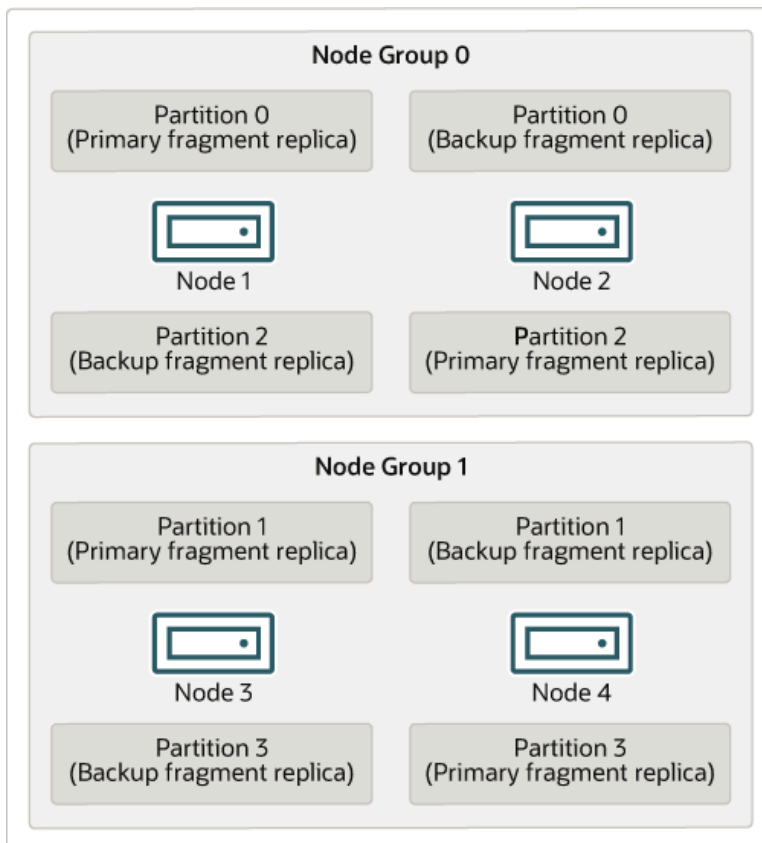 Node Group 0
Partition 0
(Primary fragment replica)
Partition 0
(Backup fragment replica)
Node 1
Node 2
Partition 2
(Backup fragment replica)
Partition 2
(Primary fragment replica)
Node Group 1
Partition 1
(Primary fragment replica)
Partition 1
(Backup fragment replica)
Node 3
Node 4
Partition 3
(Backup fragment replica)
Partition 3
(Primary fragment replica)